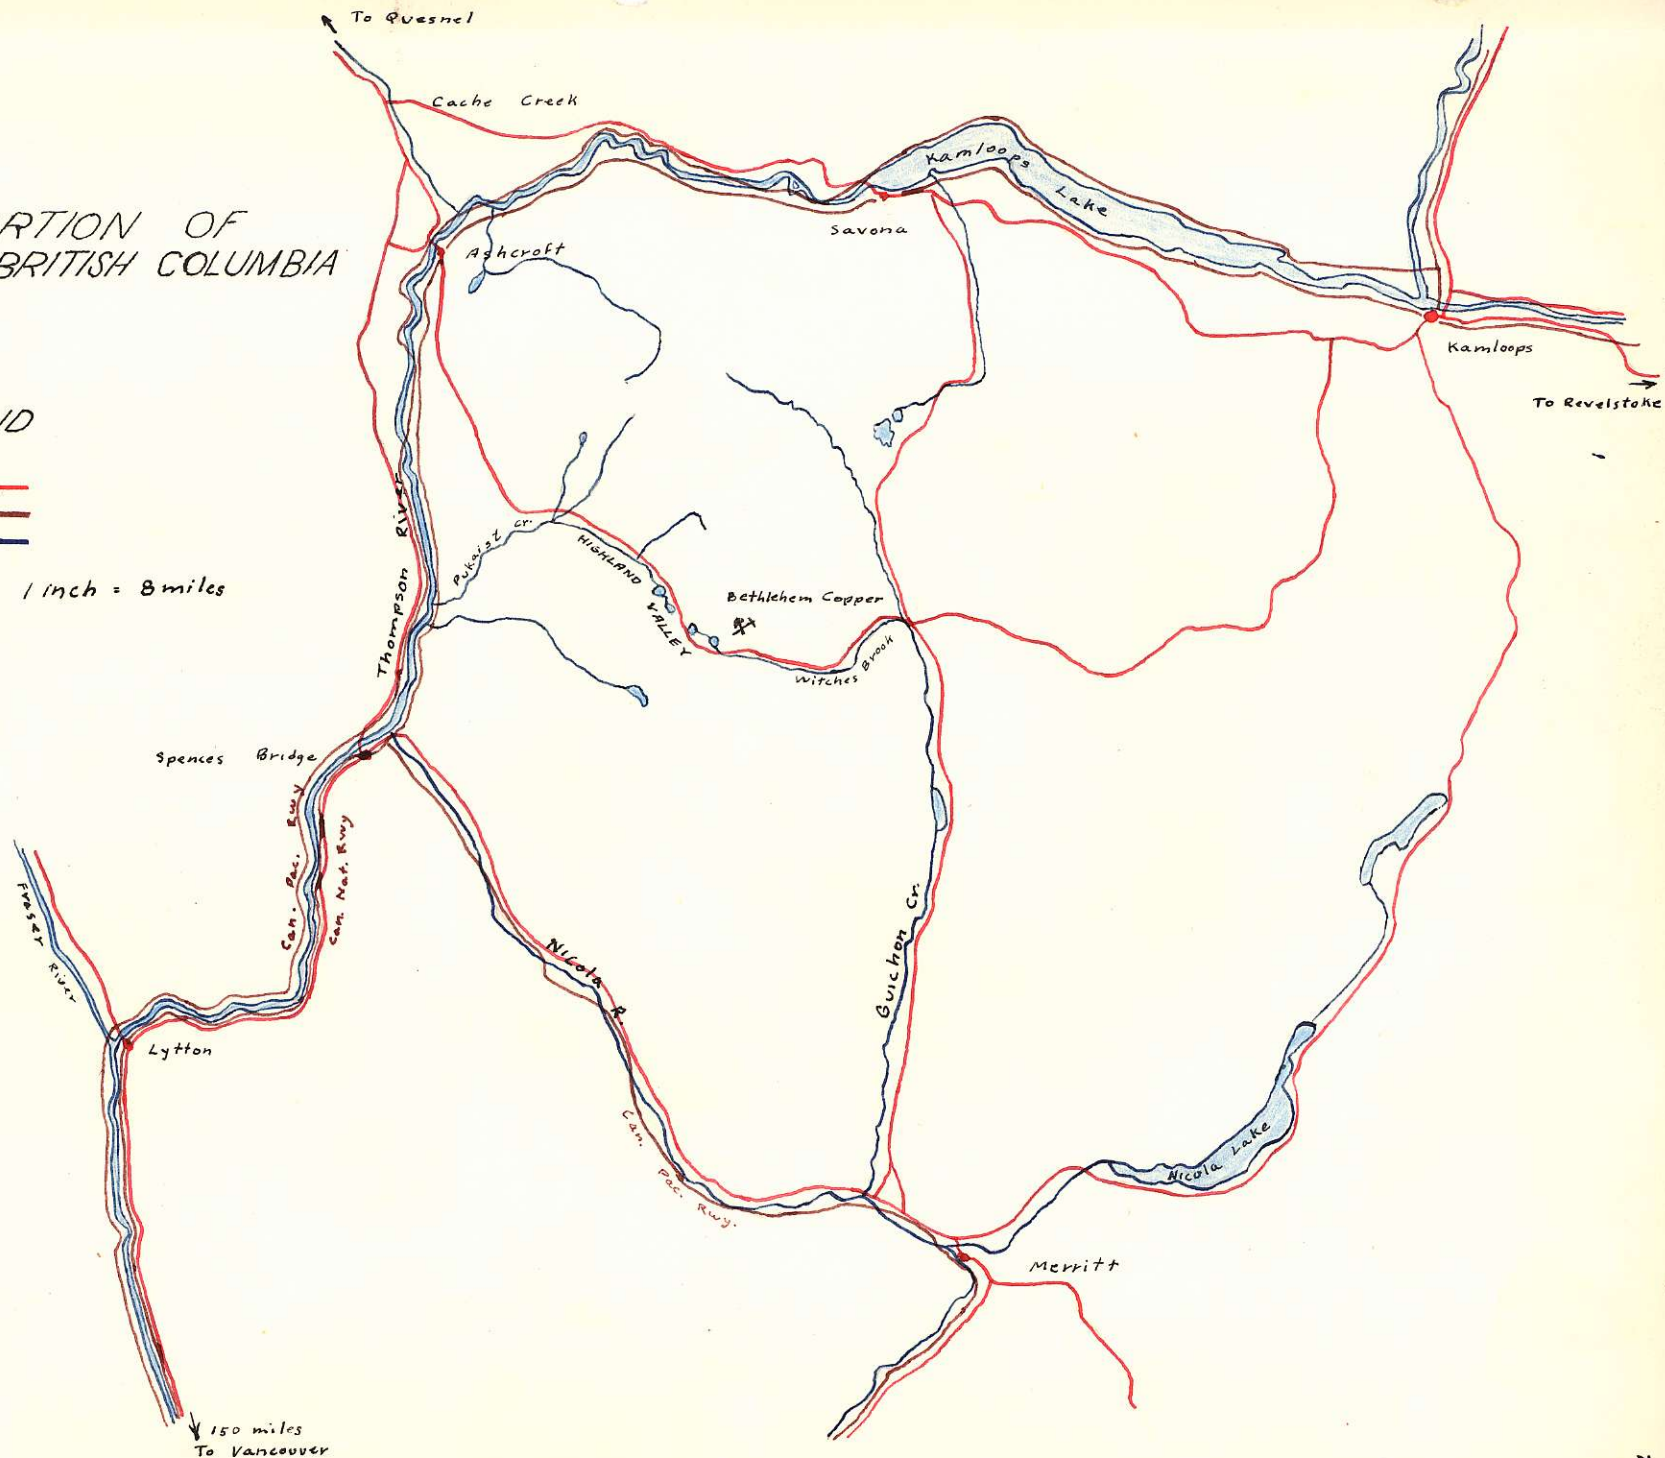 To Quesnel
Cache Creek
RTION OF
BRITISH COLUMBIA
Kamloops
Lake
Savona
Ashcroft
Kamloops
To Revelstoke
ND
Thompson River
Pukaist Cr.
HIGHLAND
VALLEY
1 inch = 8 miles
Bethlehem Copper
Witches Brook
Spences Bridge
Can. Pac. Rwy
Can. Nat. Rwy
Fraser River
Nicola R.
Guichon Cr.
Lytton
Can. Pac. Rwy.
Nicola Lake
Merritt
150 miles
To Vancouver